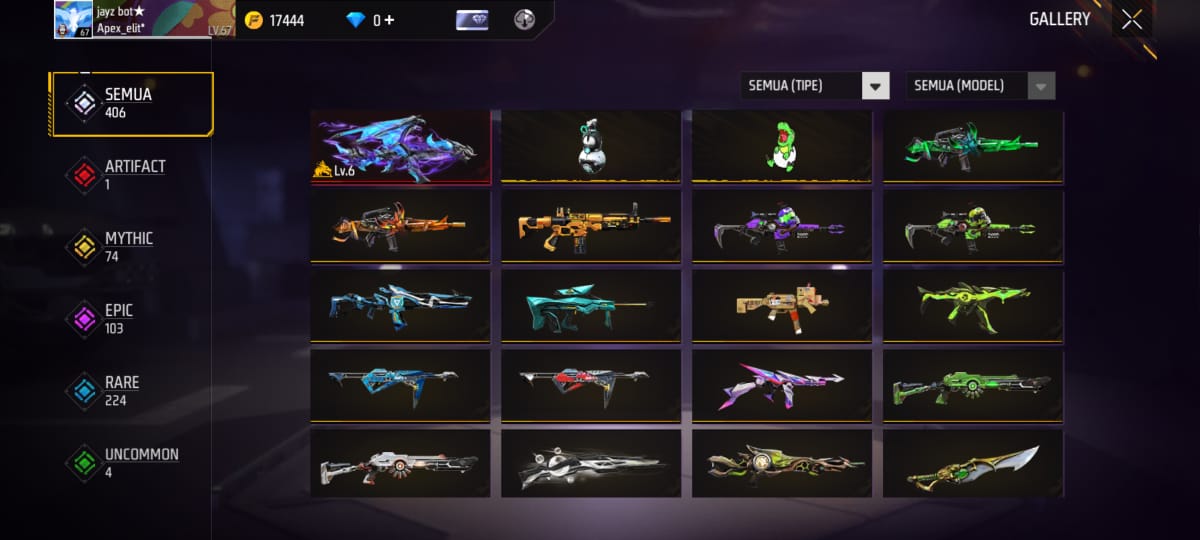 jayz bot★
Apex_elit*
67
LV.67
17444
0+
GALLERY
SEMUA
406
SEMUA (TIPE)
SEMUA (MODEL)
ARTIFACT
1
Lv.6
MYTHIC
74
EPIC
103
RARE
224
UNCOMMON
4